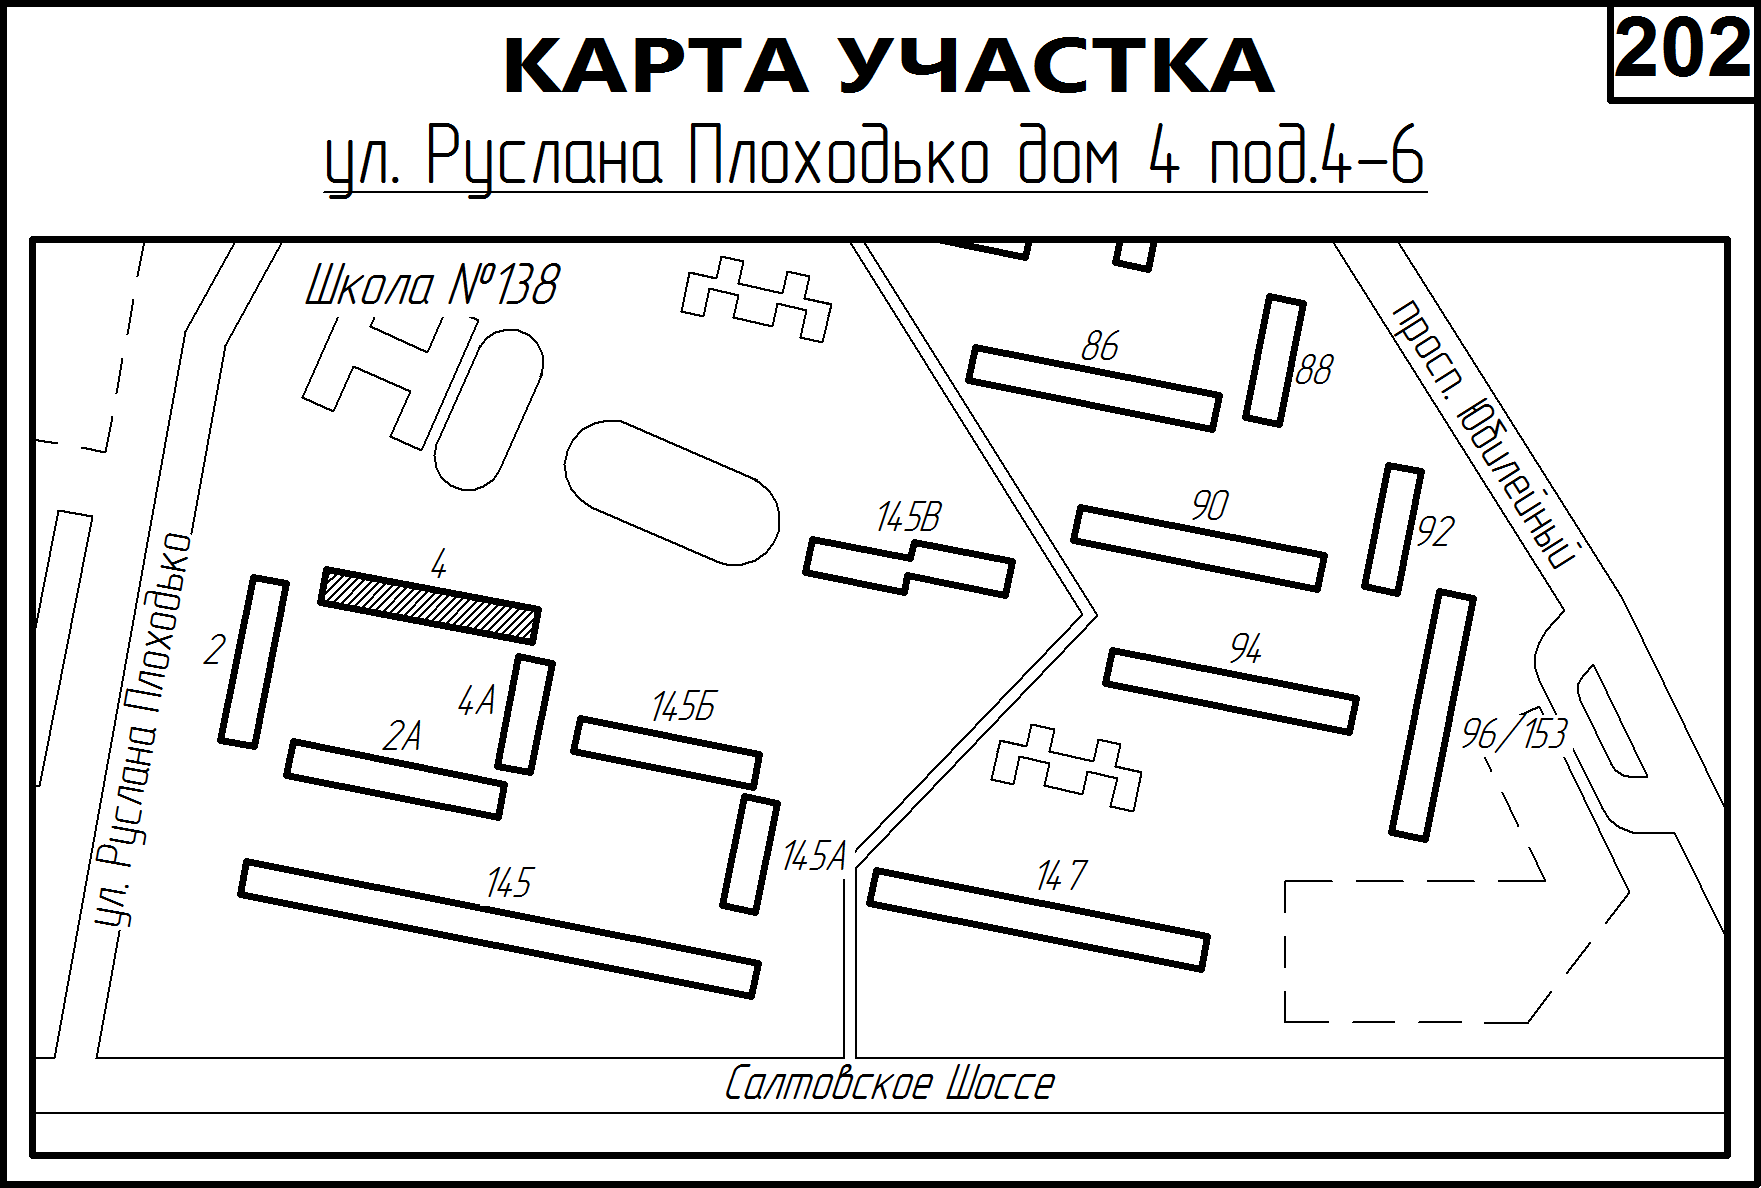 202
КАРТА УЧАСТКА
ул. Руслана Плоходько дом 4 под.4-6
Школа №138
просп. Юбилейный
86
88
90
92
145В
4
2
94
4А
145Б
2А
96/153
ул. Руслана Плоходько
145
145А
147
Салтовское Шоссе